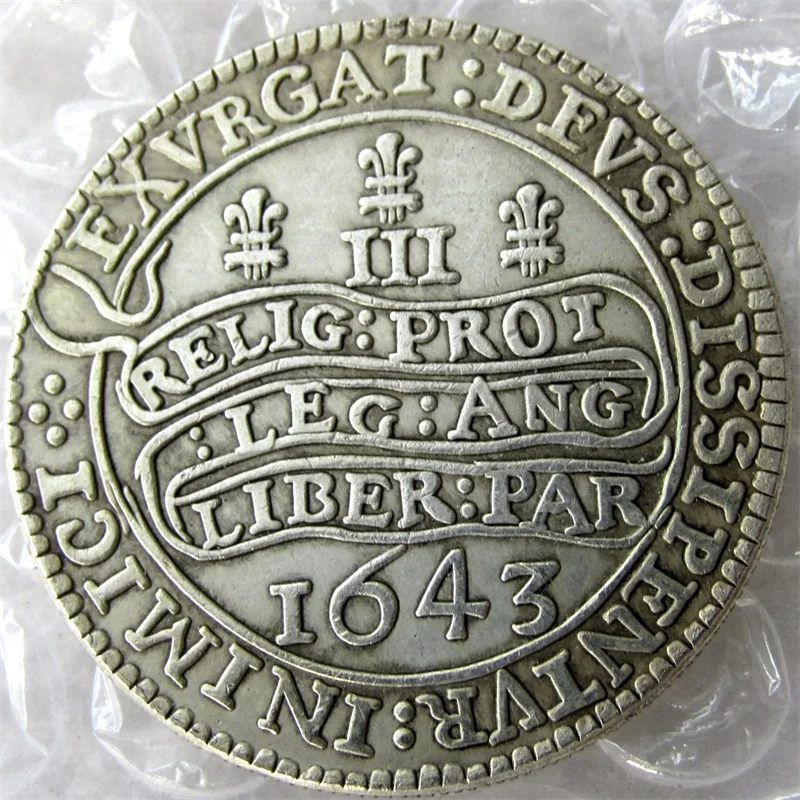 EXVRGAT : DEVS : DISSIPENTVR : INIMICI
III
RELIG : PROT
: LEG : ANG
LIBER : PAR
1643